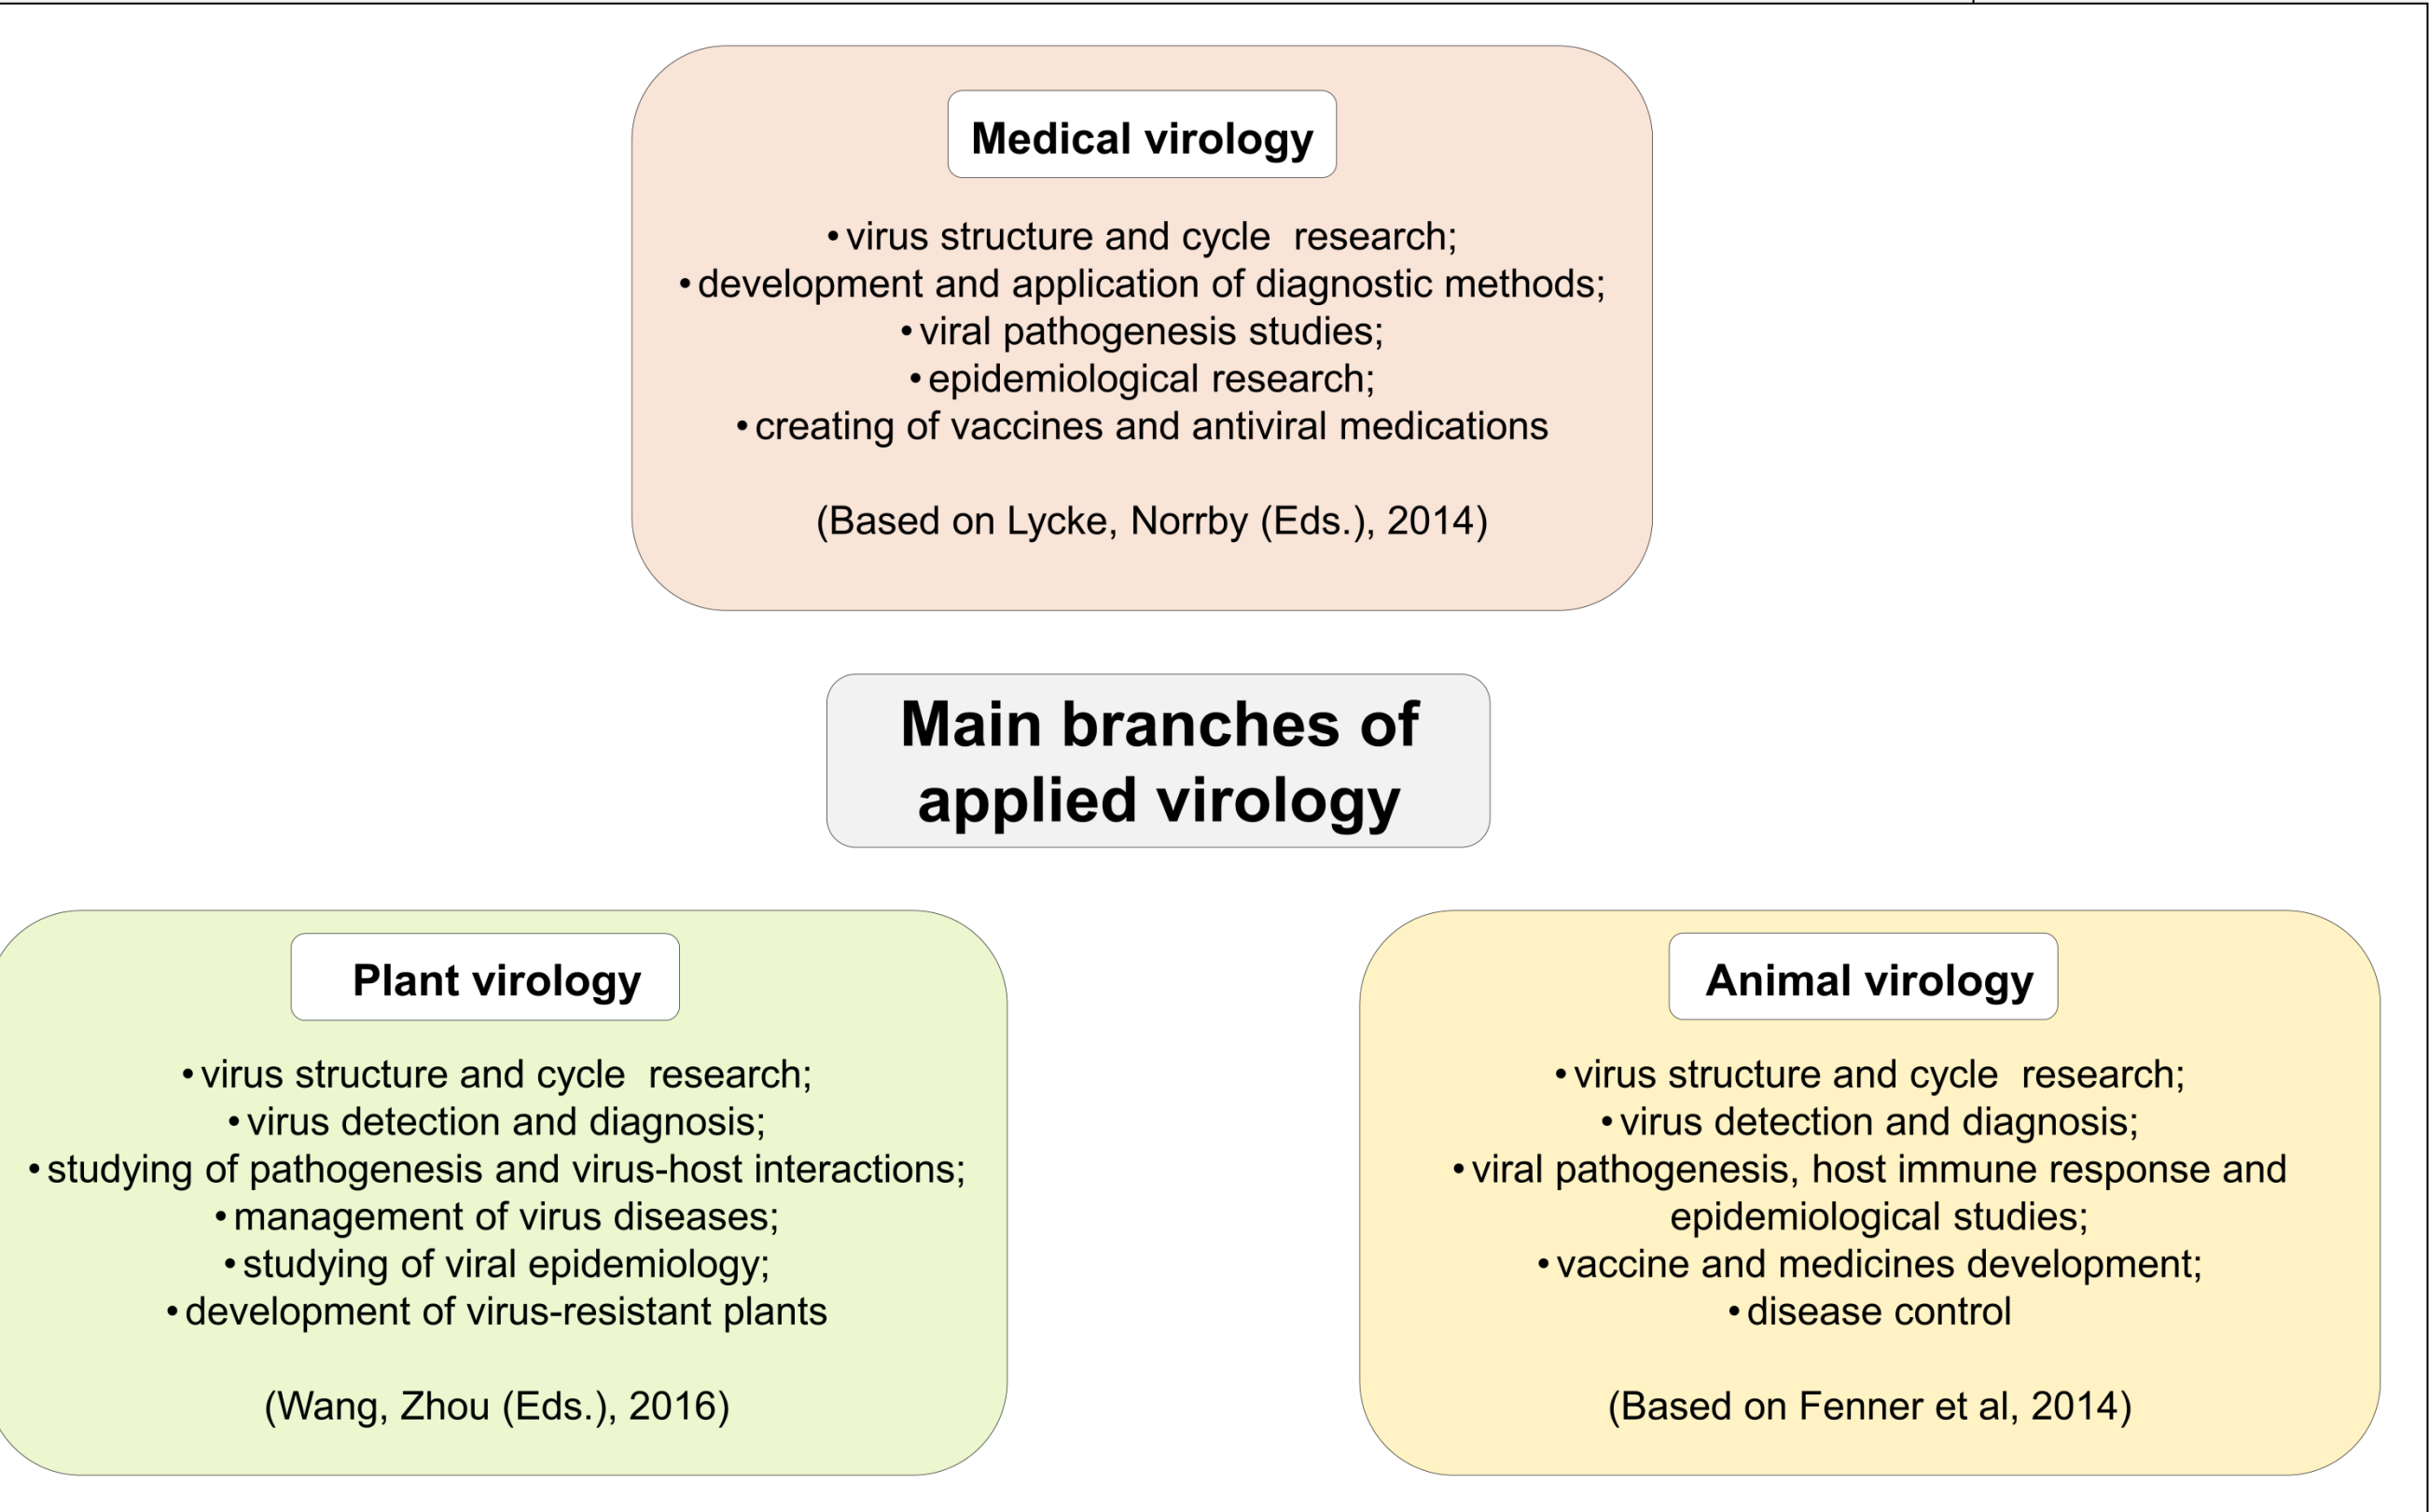 Medical virology
• virus structure and cycle  research;
• development and application of diagnostic methods;
• viral pathogenesis studies;
• epidemiological research;
• creating of vaccines and antiviral medications
(Based on Lycke, Norrby (Eds.), 2014)
Main branches of
applied virology
Plant virology
• virus structure and cycle  research;
• virus detection and diagnosis;
• studying of pathogenesis and virus-host interactions;
• management of virus diseases;
• studying of viral epidemiology;
• development of virus-resistant plants
(Wang, Zhou (Eds.), 2016)
Animal virology
• virus structure and cycle  research;
• virus detection and diagnosis;
• viral pathogenesis, host immune response and
epidemiological studies;
• vaccine and medicines development;
• disease control
(Based on Fenner et al, 2014)